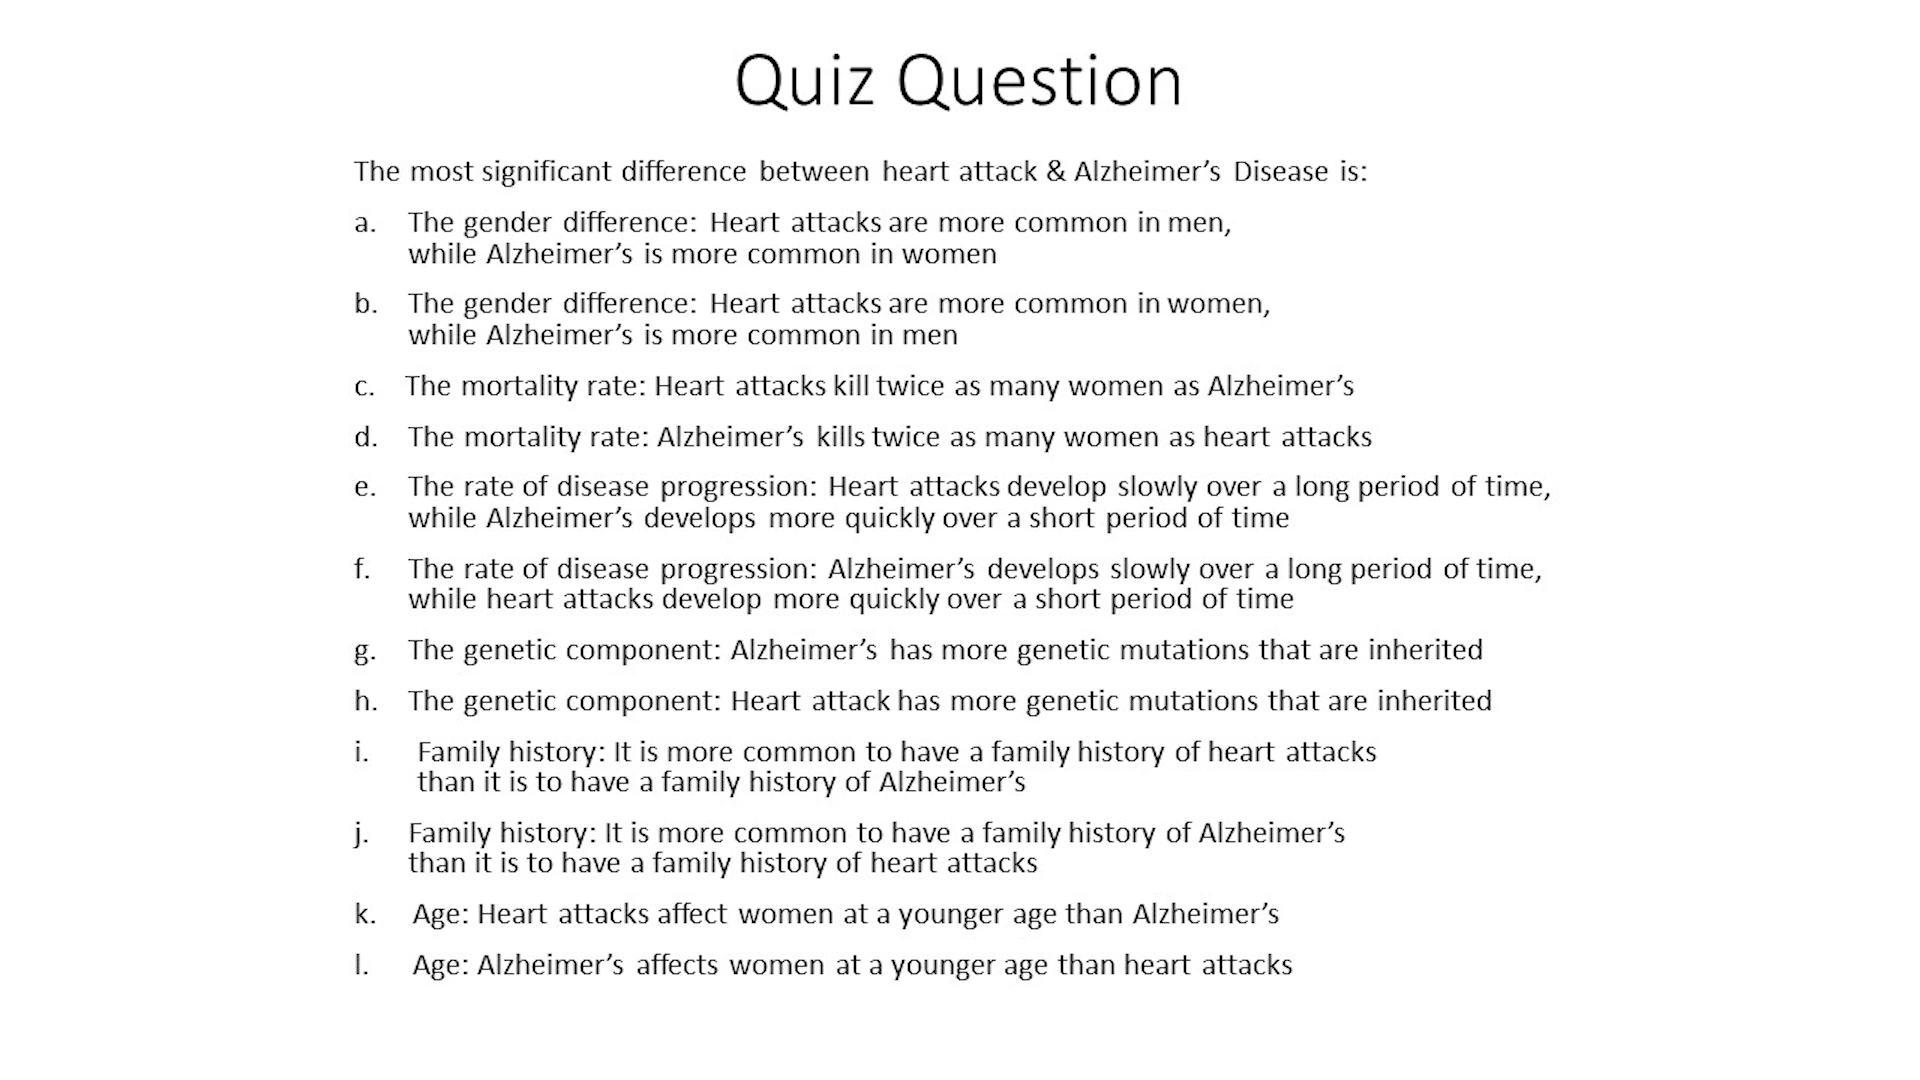 Quiz Question
The most significant difference between heart attack & Alzheimer’s Disease is:
a. The gender difference: Heart attacks are more common in men,
while Alzheimer’s is more common in women
b. The gender difference: Heart attacks are more common in women,
while Alzheimer’s is more common in men
c. The mortality rate: Heart attacks kill twice as many women as Alzheimer’s
d. The mortality rate: Alzheimer’s kills twice as many women as heart attacks
e. The rate of disease progression: Heart attacks develop slowly over a long period of time,
while Alzheimer’s develops more quickly over a short period of time
f. The rate of disease progression: Alzheimer’s develops slowly over a long period of time,
while heart attacks develop more quickly over a short period of time
g. The genetic component: Alzheimer’s has more genetic mutations that are inherited
h. The genetic component: Heart attack has more genetic mutations that are inherited
i. Family history: It is more common to have a family history of heart attacks
than it is to have a family history of Alzheimer’s
j. Family history: It is more common to have a family history of Alzheimer’s
than it is to have a family history of heart attacks
k. Age: Heart attacks affect women at a younger age than Alzheimer’s
l. Age: Alzheimer’s affects women at a younger age than heart attacks